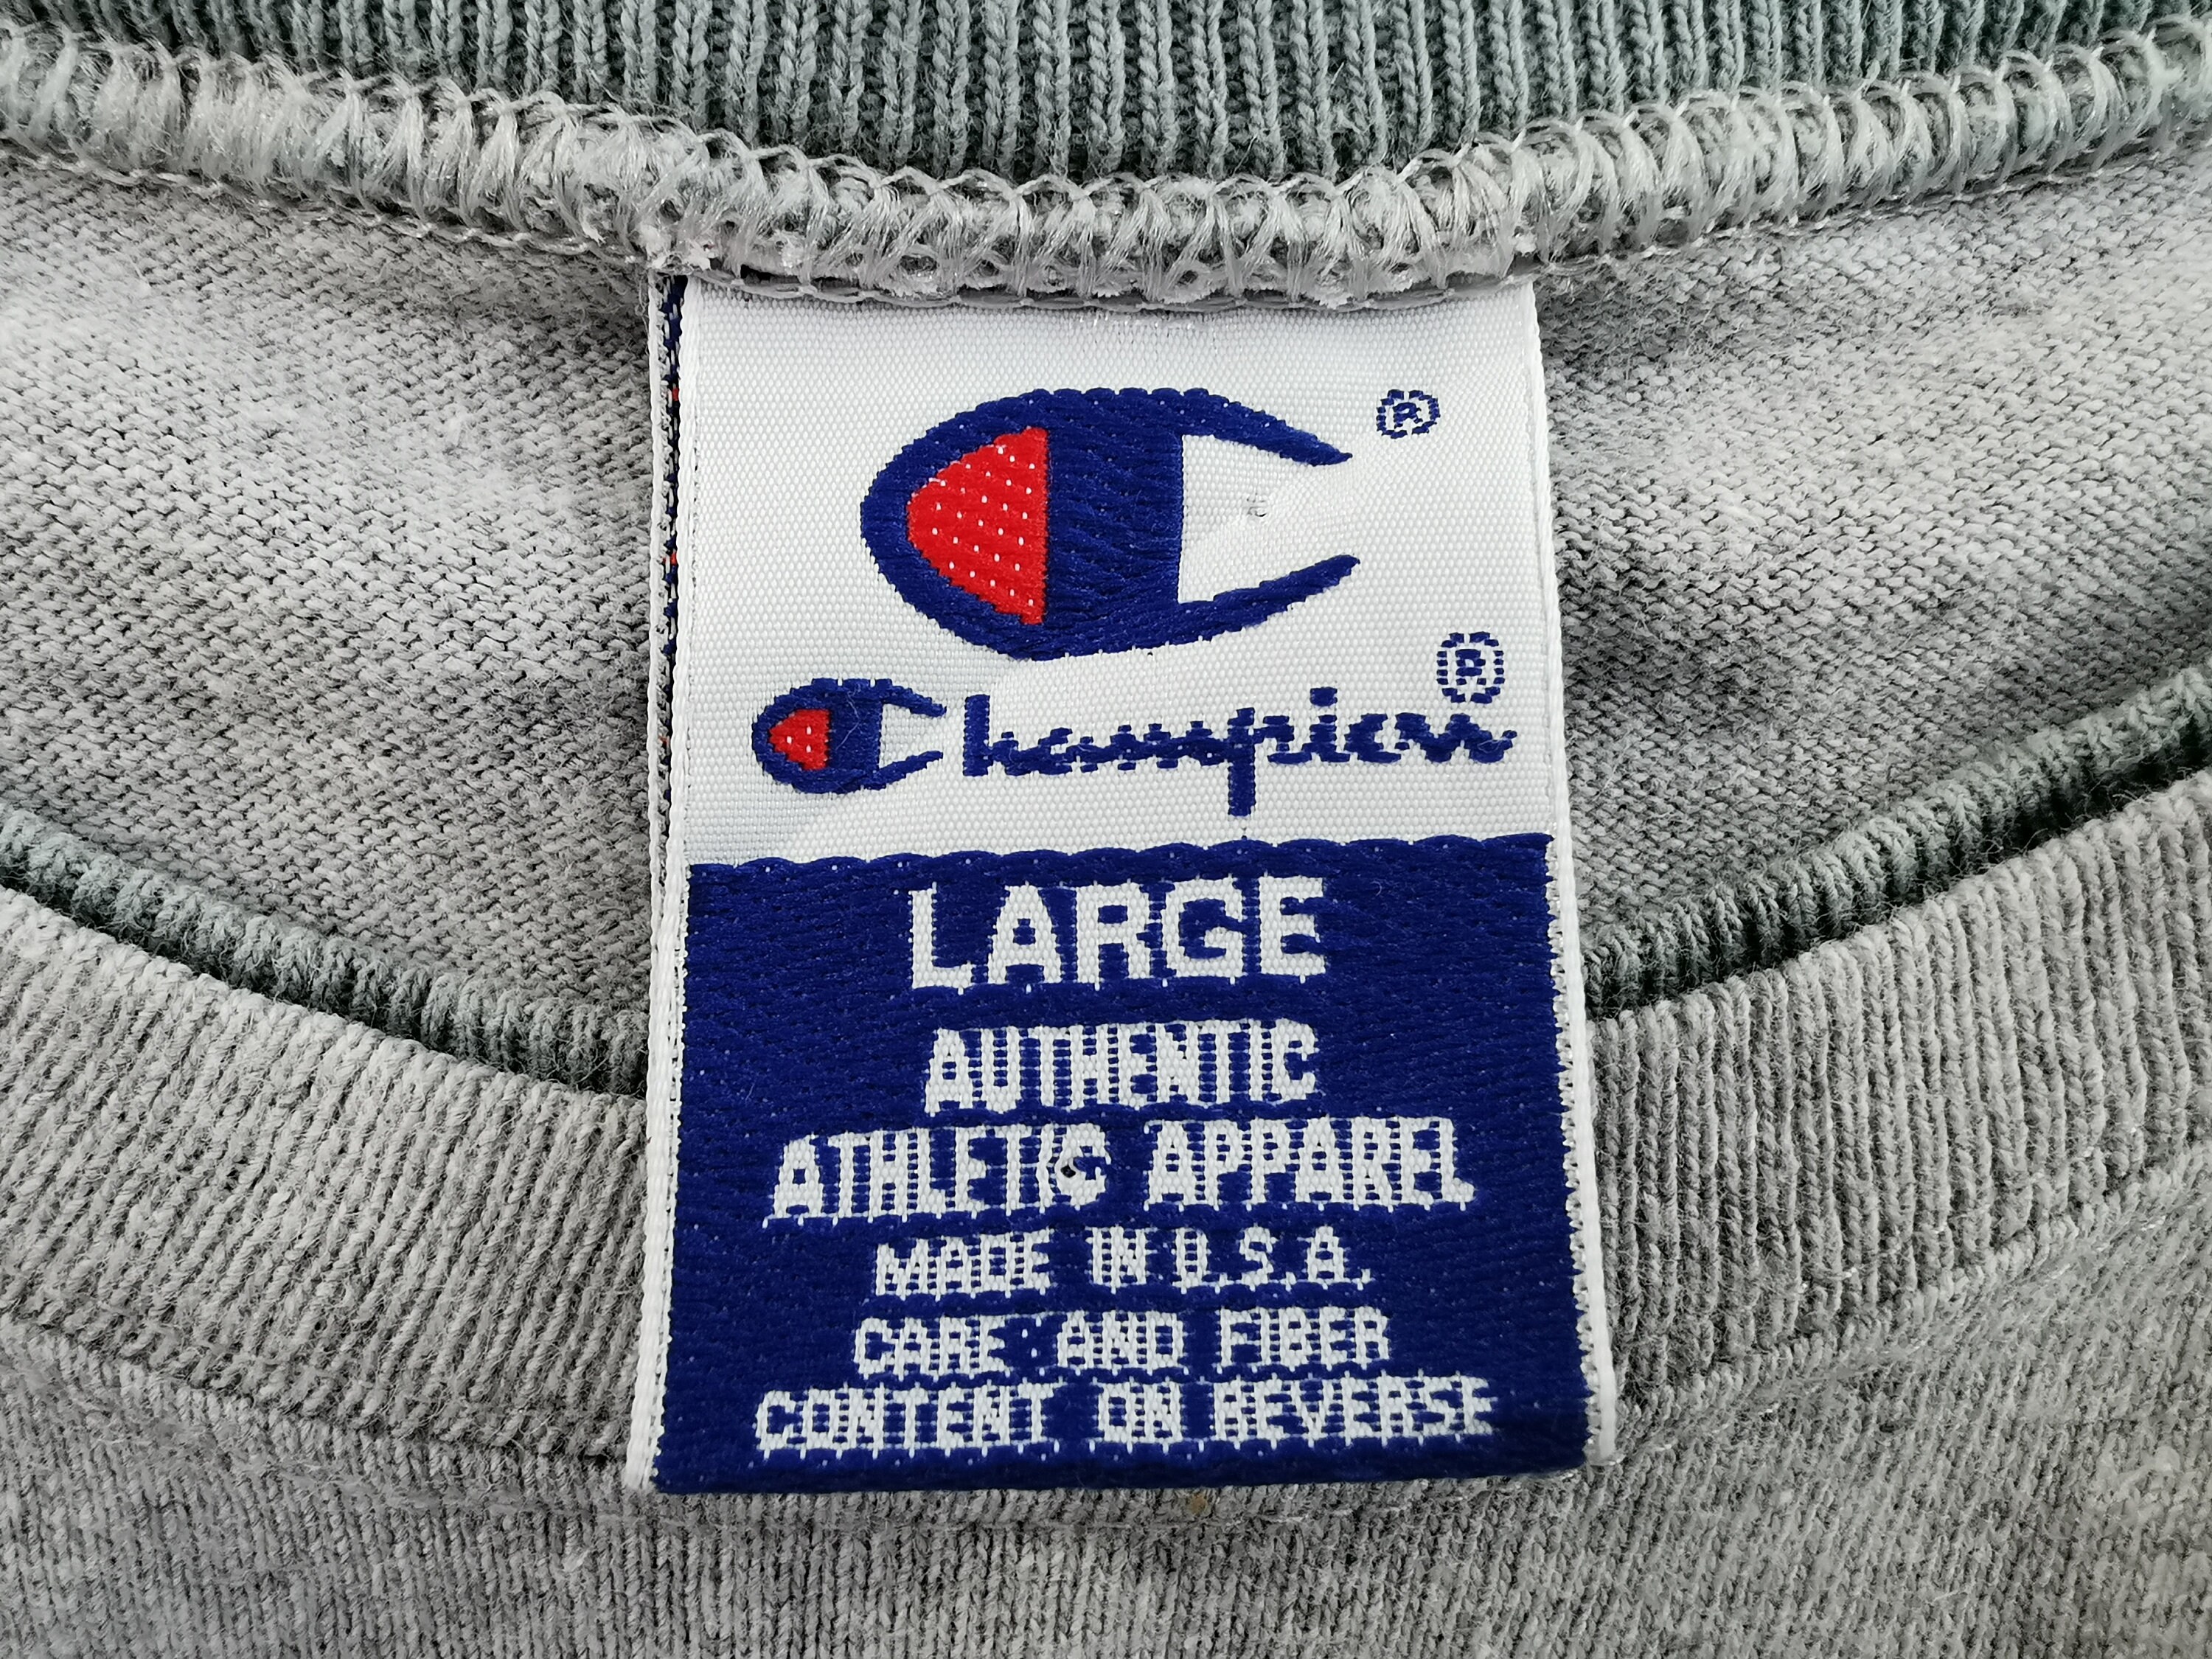 ®
Champion®
LARGE
AUTHENTIC
ATHLETIC APPAREL
MADE IN U.S.A.
CARE AND FIBER
CONTENT ON REVERSE